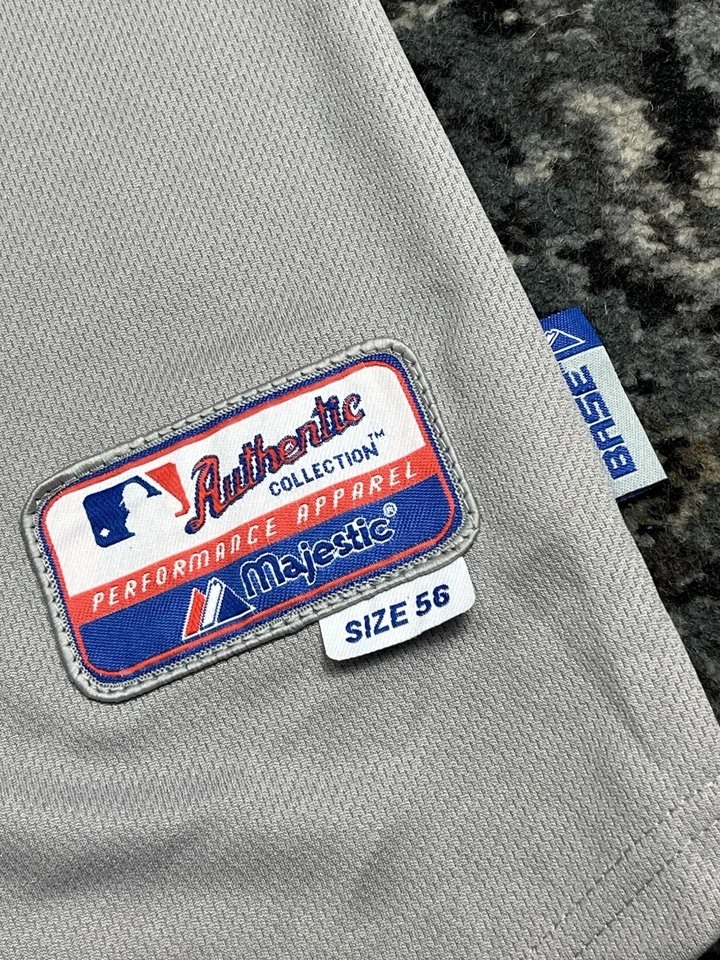 Authentic
COLLECTION™
PERFORMANCE APPAREL
Majestic®
SIZE 56
BASE